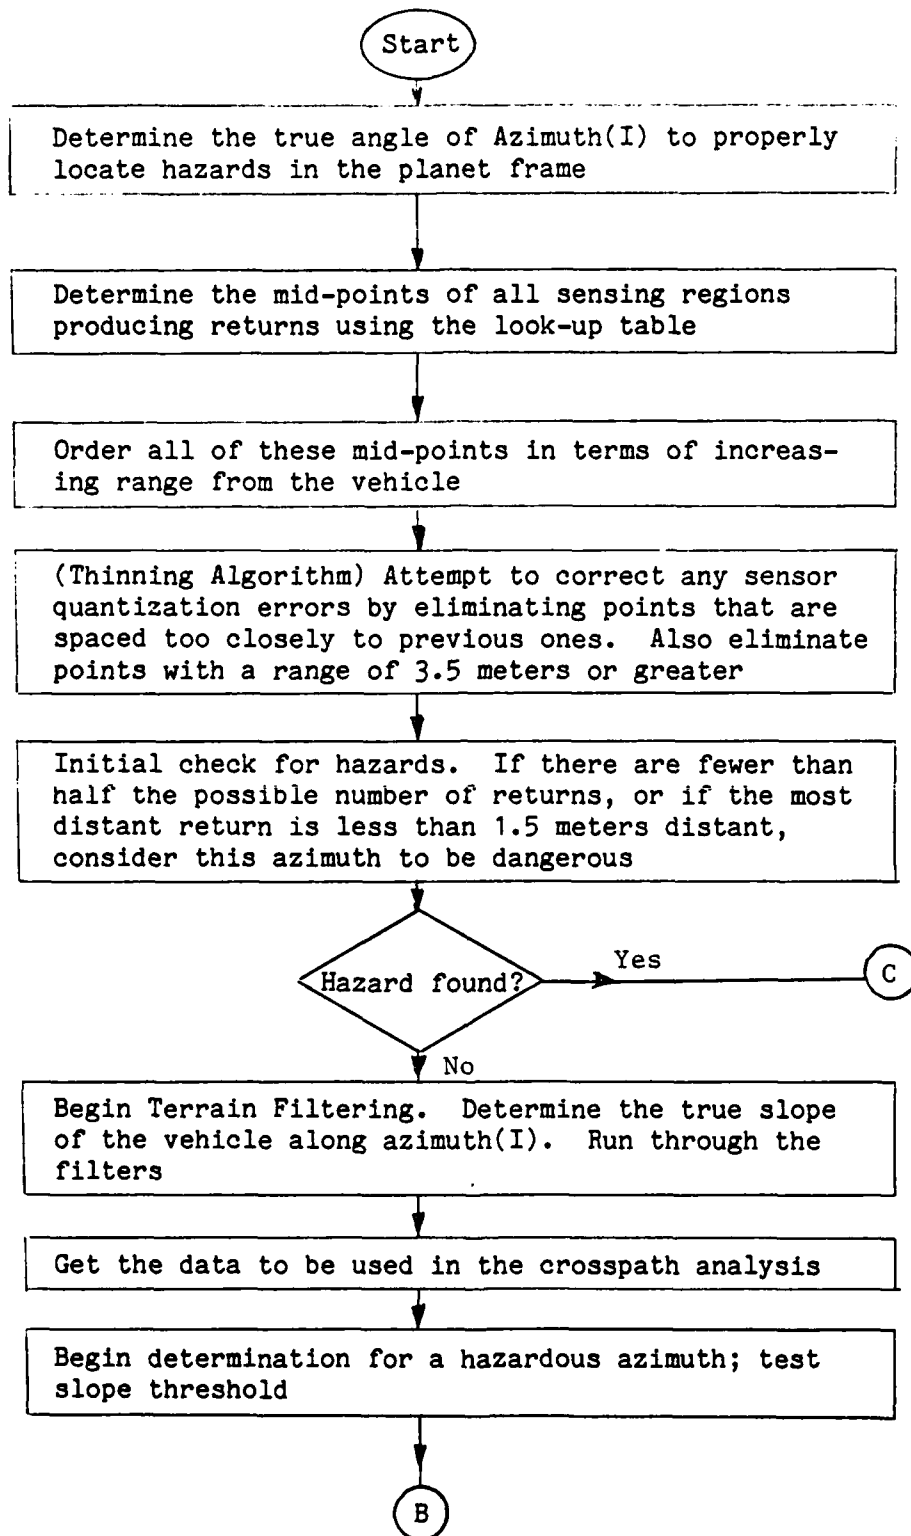 Start
Determine the true angle of Azimuth(I) to properly
locate hazards in the planet frame
Determine the mid-points of all sensing regions
producing returns using the look-up table
Order all of these mid-points in terms of increas-
ing range from the vehicle
(Thinning Algorithm) Attempt to correct any sensor
quantization errors by eliminating points that are
spaced too closely to previous ones.  Also eliminate
points with a range of 3.5 meters or greater
Initial check for hazards.  If there are fewer than
half the possible number of returns, or if the most
distant return is less than 1.5 meters distant,
consider this azimuth to be dangerous
Hazard found?
Yes
C
No
Begin Terrain Filtering.  Determine the true slope
of the vehicle along azimuth(I).  Run through the
filters
Get the data to be used in the crosspath analysis
Begin determination for a hazardous azimuth; test
slope threshold
B